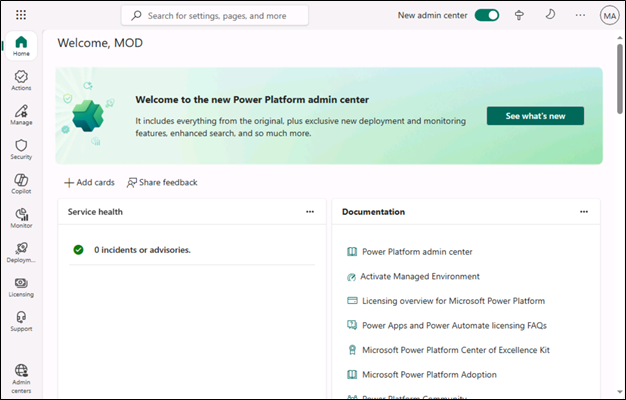 Search for settings, pages, and more
New admin center
MA
Home
Actions
Manage
Security
Copilot
Monitor
Deploym...
Licensing
Support
Admin
centers
Welcome, MOD
Welcome to the new Power Platform admin center
It includes everything from the original, plus exclusive new deployment and monitoring
features, enhanced search, and so much more.
See what's new
Add cards
Share feedback
Service health
0 incidents or advisories.
Documentation
Power Platform admin center
Activate Managed Environment
Licensing overview for Microsoft Power Platform
Power Apps and Power Automate licensing FAQs
Microsoft Power Platform Center of Excellence Kit
Microsoft Power Platform Adoption
Power Platform Community